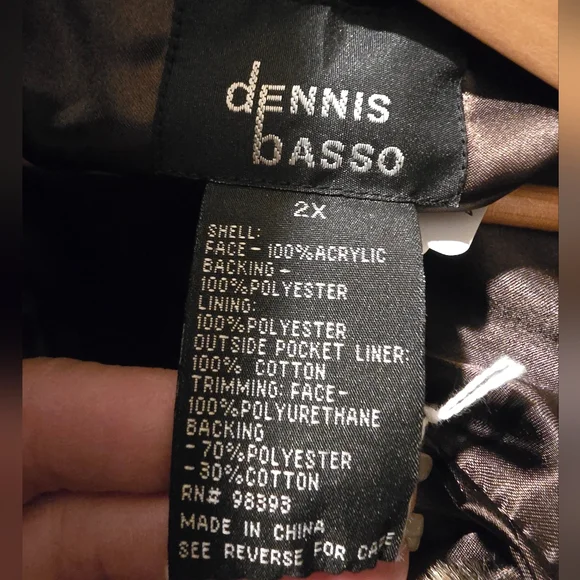 dENNIS
bASSO
2X
SHELL:
FACE- 100%ACRYLIC
BACKING -
100%POLYESTER
LINING:
100%POLYESTER
OUTSIDE POCKET LINER:
100% COTTON
TRIMMING: FACE-
100%POLYURETHANE
BACKING
-70%POLYESTER
-30%COTTON
RN# 98393
MADE IN CHINA
SEE REVERSE FOR CARE